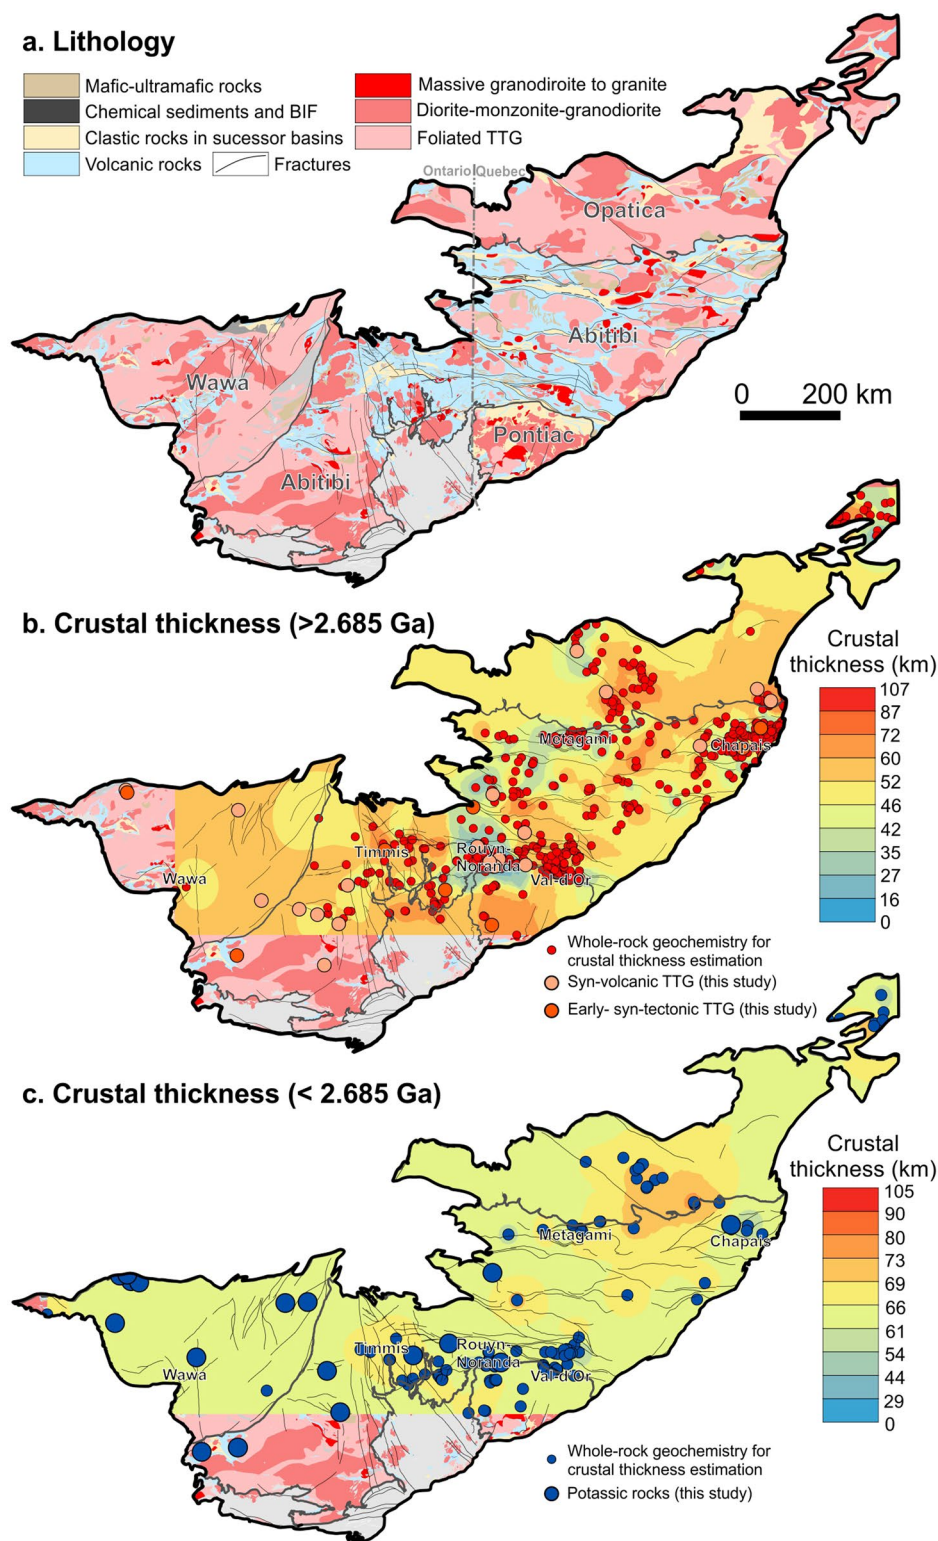 a. Lithology
Mafic-ultramafic rocks
Chemical sediments and BIF
Clastic rocks in sucessor basins
Volcanic rocks
Fractures
Massive granodiroite to granite
Diorite-monzonite-granodiorite
Foliated TTG
Ontario
Quebec
Opatica
Abitibi
Wawa
Pontiac
Abitibi
0 200 km
b. Crustal thickness (>2.685 Ga)
Crustal
thickness (km)
107
87
72
60
52
46
42
35
27
16
0
Metagami
Chapais
Timmis
Rouyn-
Noranda
Wawa
Val-d'Or
Whole-rock geochemistry for
crustal thickness estimation
Syn-volcanic TTG (this study)
Early- syn-tectonic TTG (this study)
c. Crustal thickness (< 2.685 Ga)
Crustal
thickness (km)
105
90
80
73
69
66
61
54
44
29
0
Metagami
Chapais
Timmis
Rouyn-
Noranda
Wawa
Val-d'Or
Whole-rock geochemistry for
crustal thickness estimation
Potassic rocks (this study)